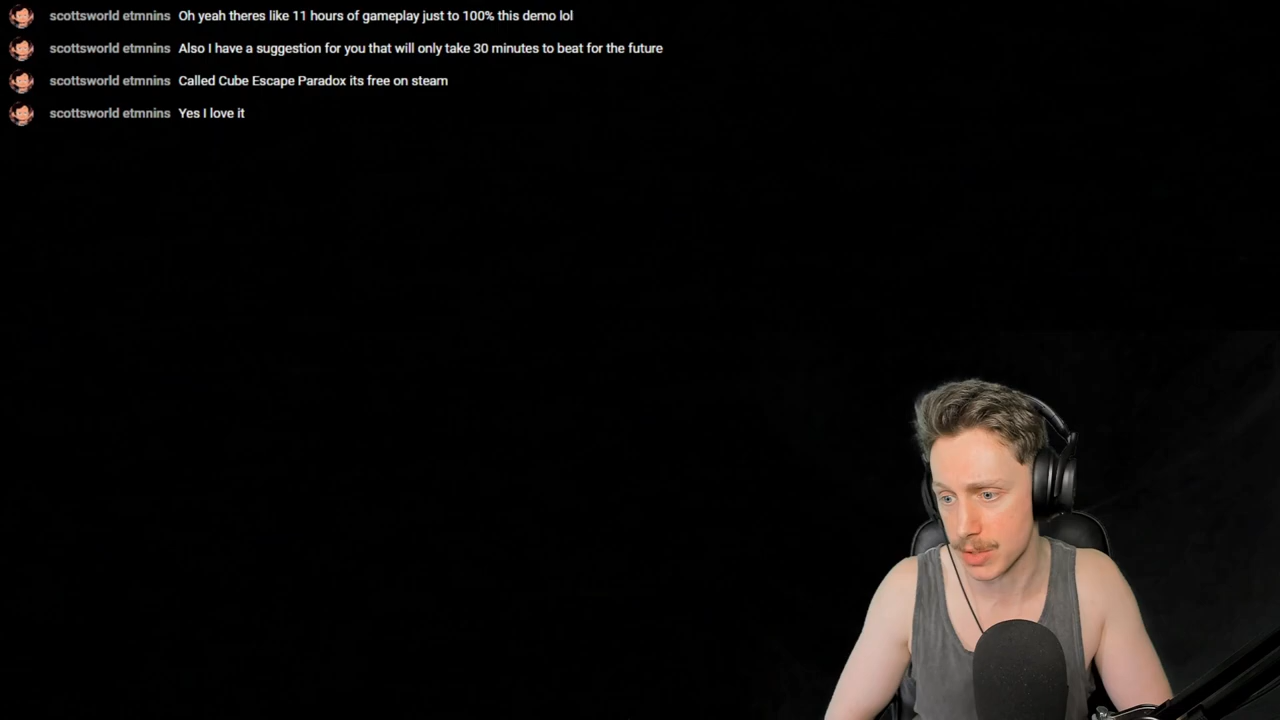 scottsworld etmnins Oh yeah theres like 11 hours of gameplay just to 100% this demo lol
scottsworld etmnins Also I have a suggestion for you that will only take 30 minutes to beat for the future
scottsworld etmnins Called Cube Escape Paradox its free on steam
scottsworld etmnins Yes I love it